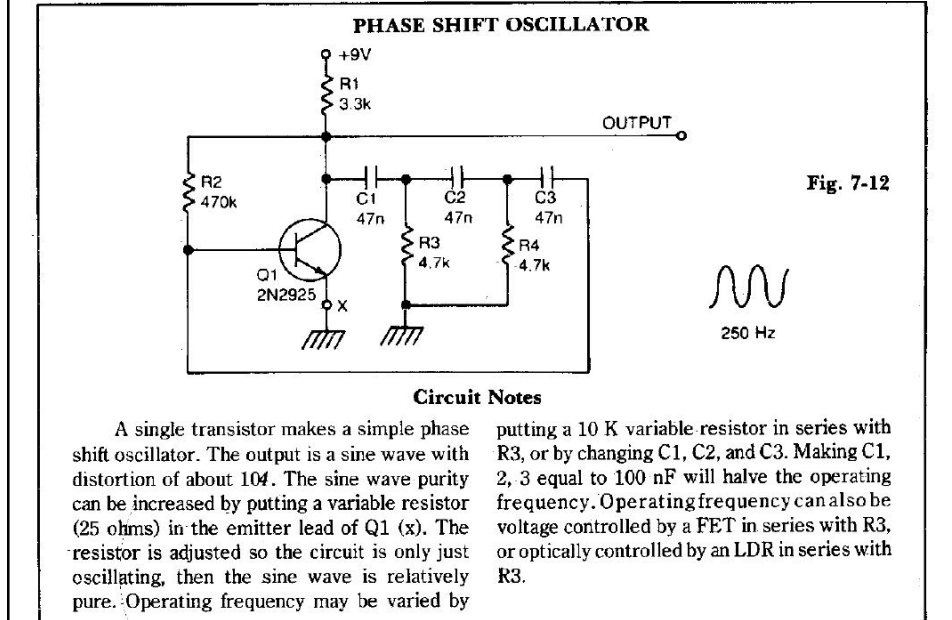 PHASE SHIFT OSCILLATOR
+9V
R1
3.3k
OUTPUT
R2
470k
C1
47n
C2
47n
C3
47n
Fig. 7-12
R3
4.7k
R4
4.7k
Q1
2N2925
X
250 Hz
Circuit Notes
A single transistor makes a simple phase
shift oscillator. The output is a sine wave with
distortion of about 104. The sine wave purity
can be increased by putting a variable resistor
(25 ohms) in the emitter lead of Q1 (x). The
resistor is adjusted so the circuit is only just
oscillating, then the sine wave is relatively
pure. Operating frequency may be varied by
putting a 10 K variable resistor in series with
R3, or by changing C1, C2, and C3. Making C1,
2, 3 equal to 100 nF will halve the operating
frequency. Operating frequency can also be
voltage controlled by a FET in series with R3,
or optically controlled by an LDR in series with
R3.